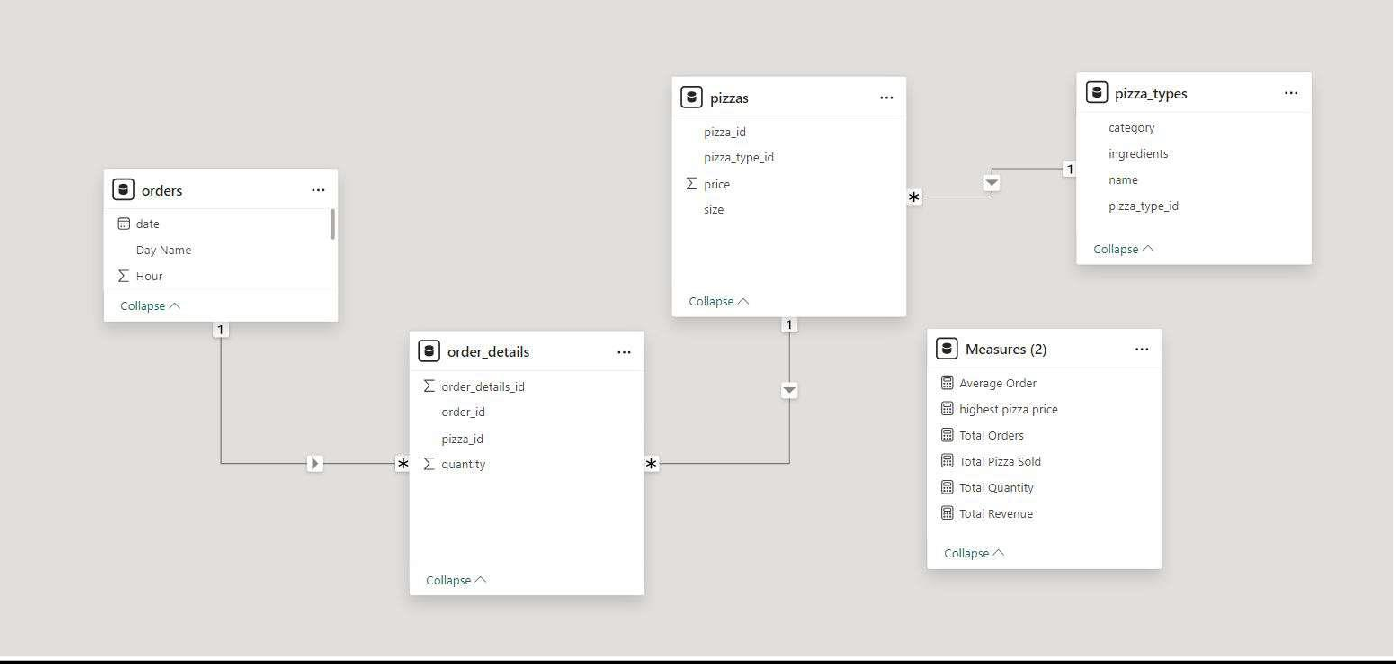 orders
...
date
Day Name
Σ Hour
Collapse
1
order_details
...
Σ order_details_id
order_id
pizza_id
Σ quantity
Collapse
*
*
pizzas
...
pizza_id
pizza_type_id
Σ price
size
Collapse
1
*
pizza_types
...
category
ingredients
name
pizza_type_id
Collapse
1
Measures (2)
...
Average Order
highest pizza price
Total Orders
Total Pizza Sold
Total Quantity
Total Revenue
Collapse